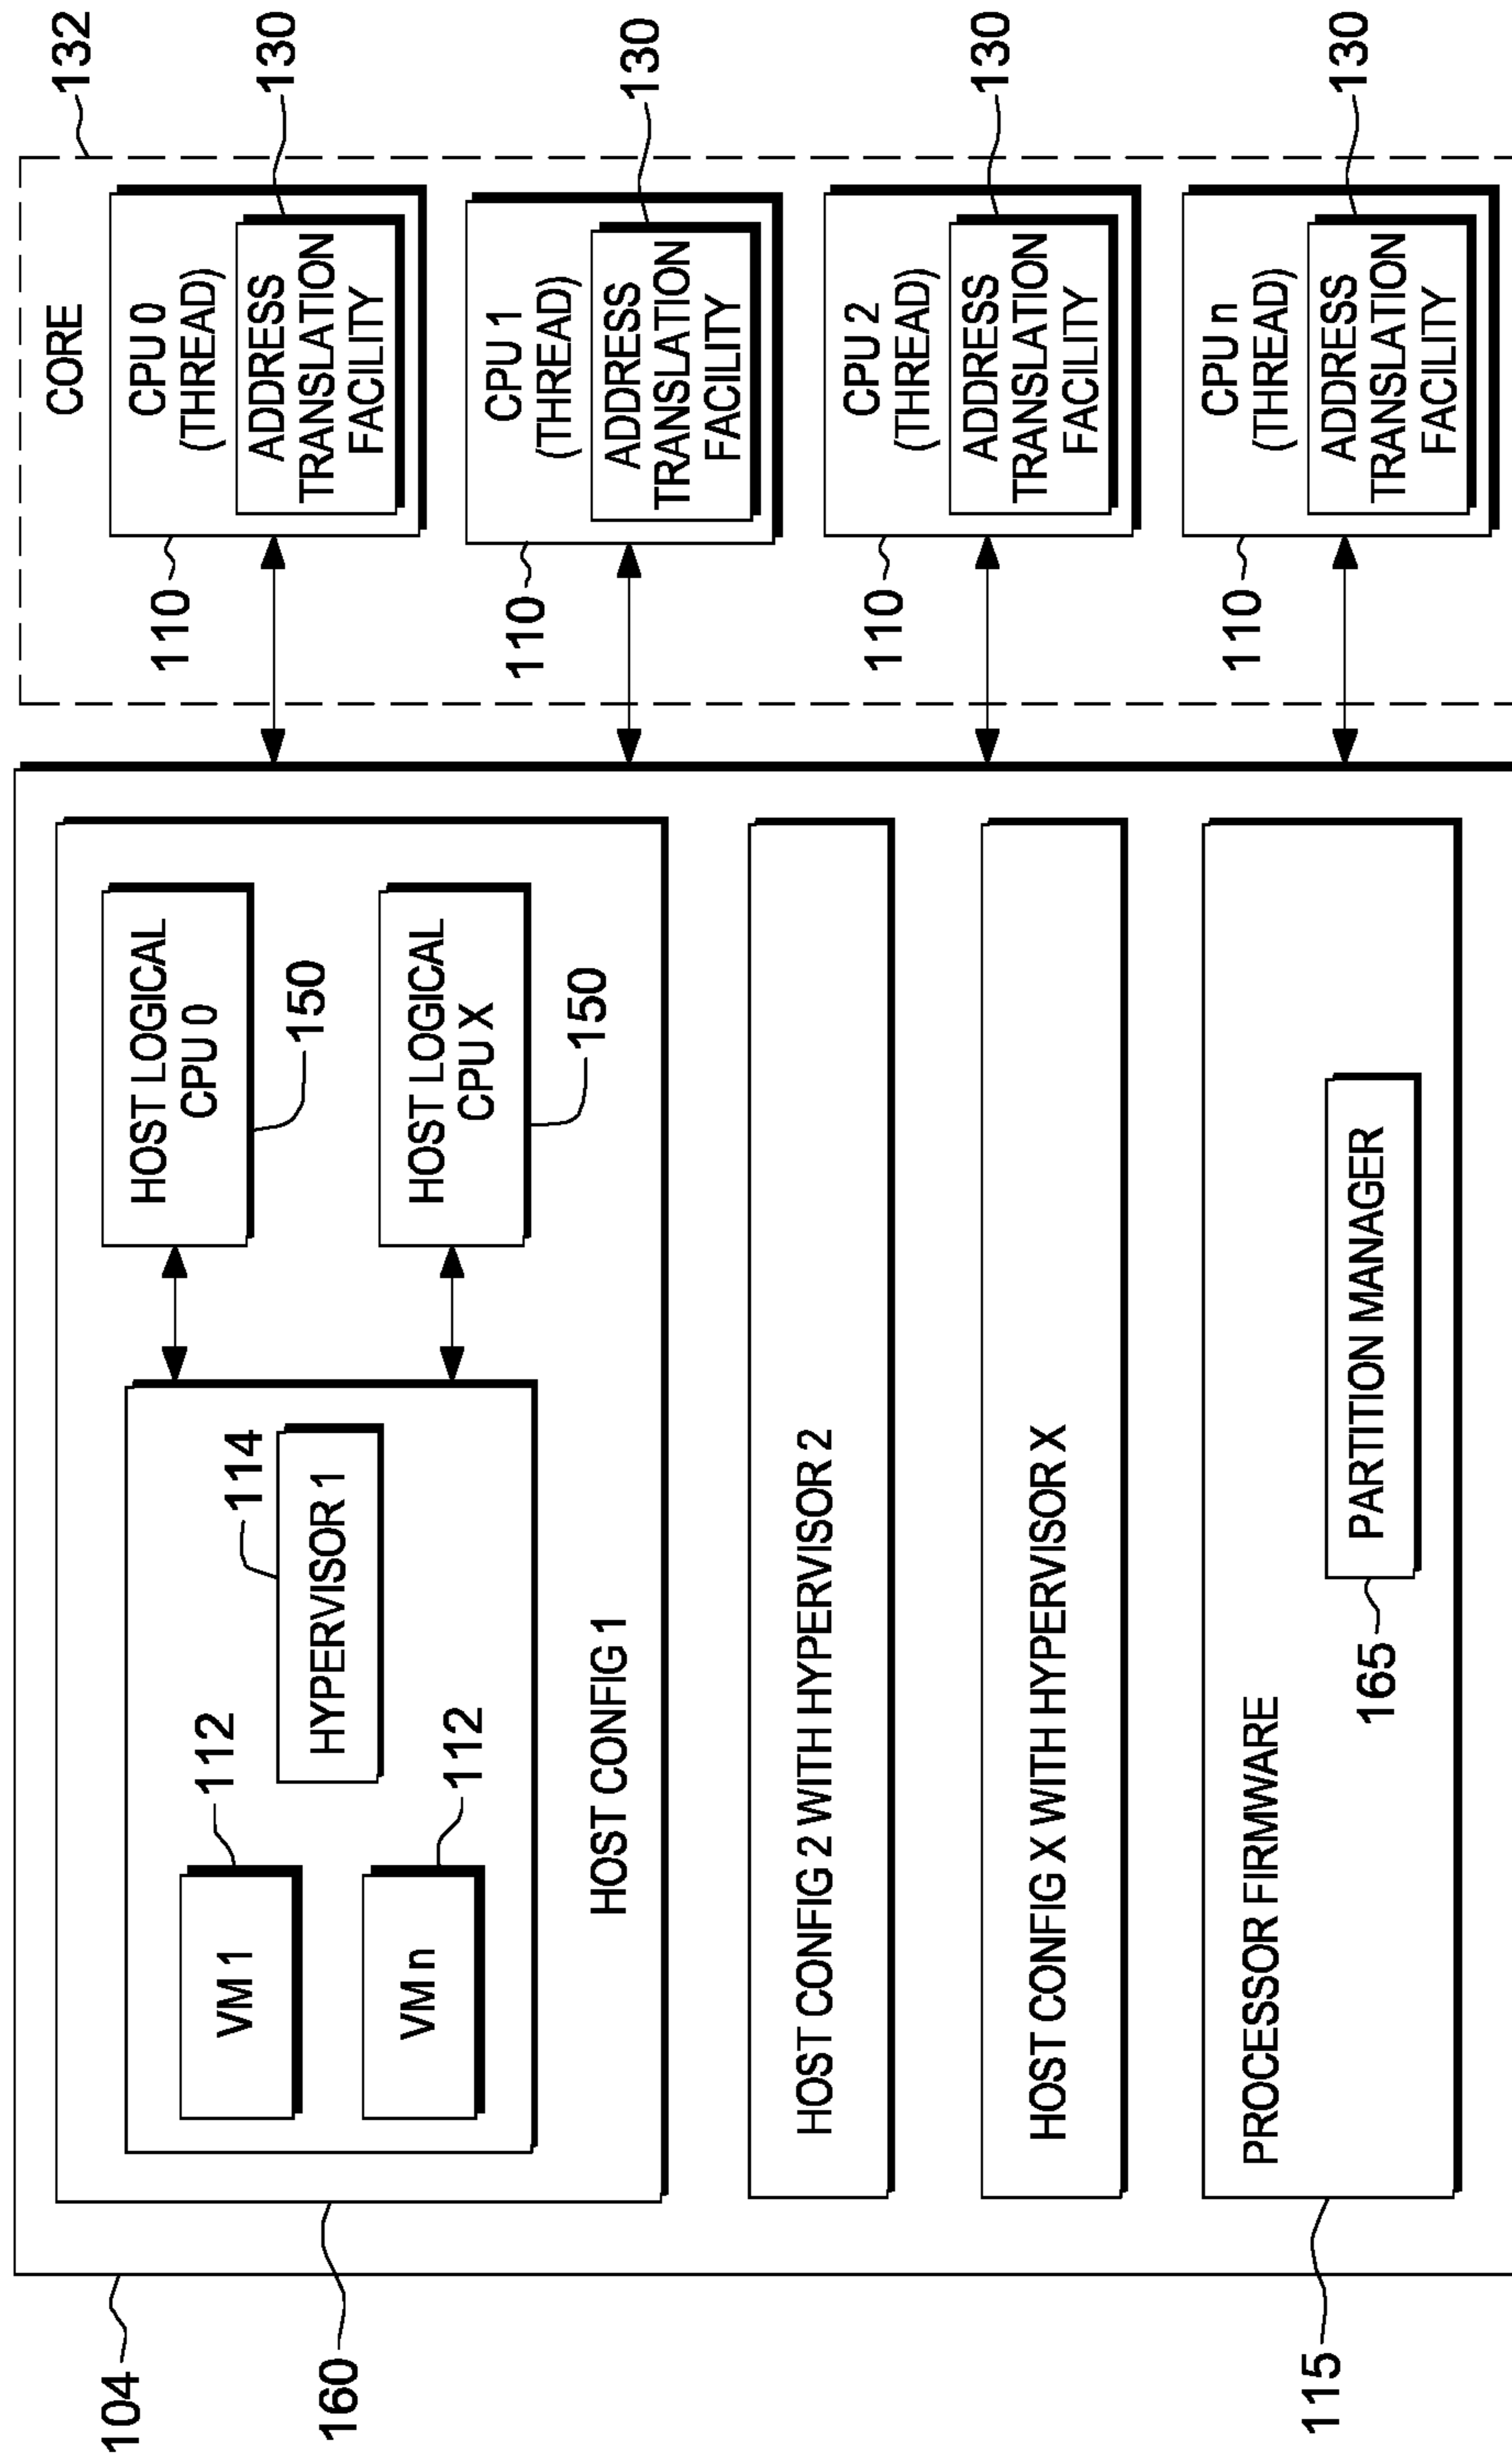 104
160
VM 1
112
VM n
112
HYPERVISOR 1
114
HOST CONFIG 1
HOST LOGICAL
CPU 0
150
HOST LOGICAL
CPU X
150
HOST CONFIG 2 WITH HYPERVISOR 2
HOST CONFIG X WITH HYPERVISOR X
115
PROCESSOR FIRMWARE
PARTITION MANAGER
165
132
CORE
110
CPU 0
(THREAD)
ADDRESS
TRANSLATION
FACILITY
130
110
CPU 1
(THREAD)
ADDRESS
TRANSLATION
FACILITY
130
110
CPU 2
(THREAD)
ADDRESS
TRANSLATION
FACILITY
130
110
CPU n
(THREAD)
ADDRESS
TRANSLATION
FACILITY
130